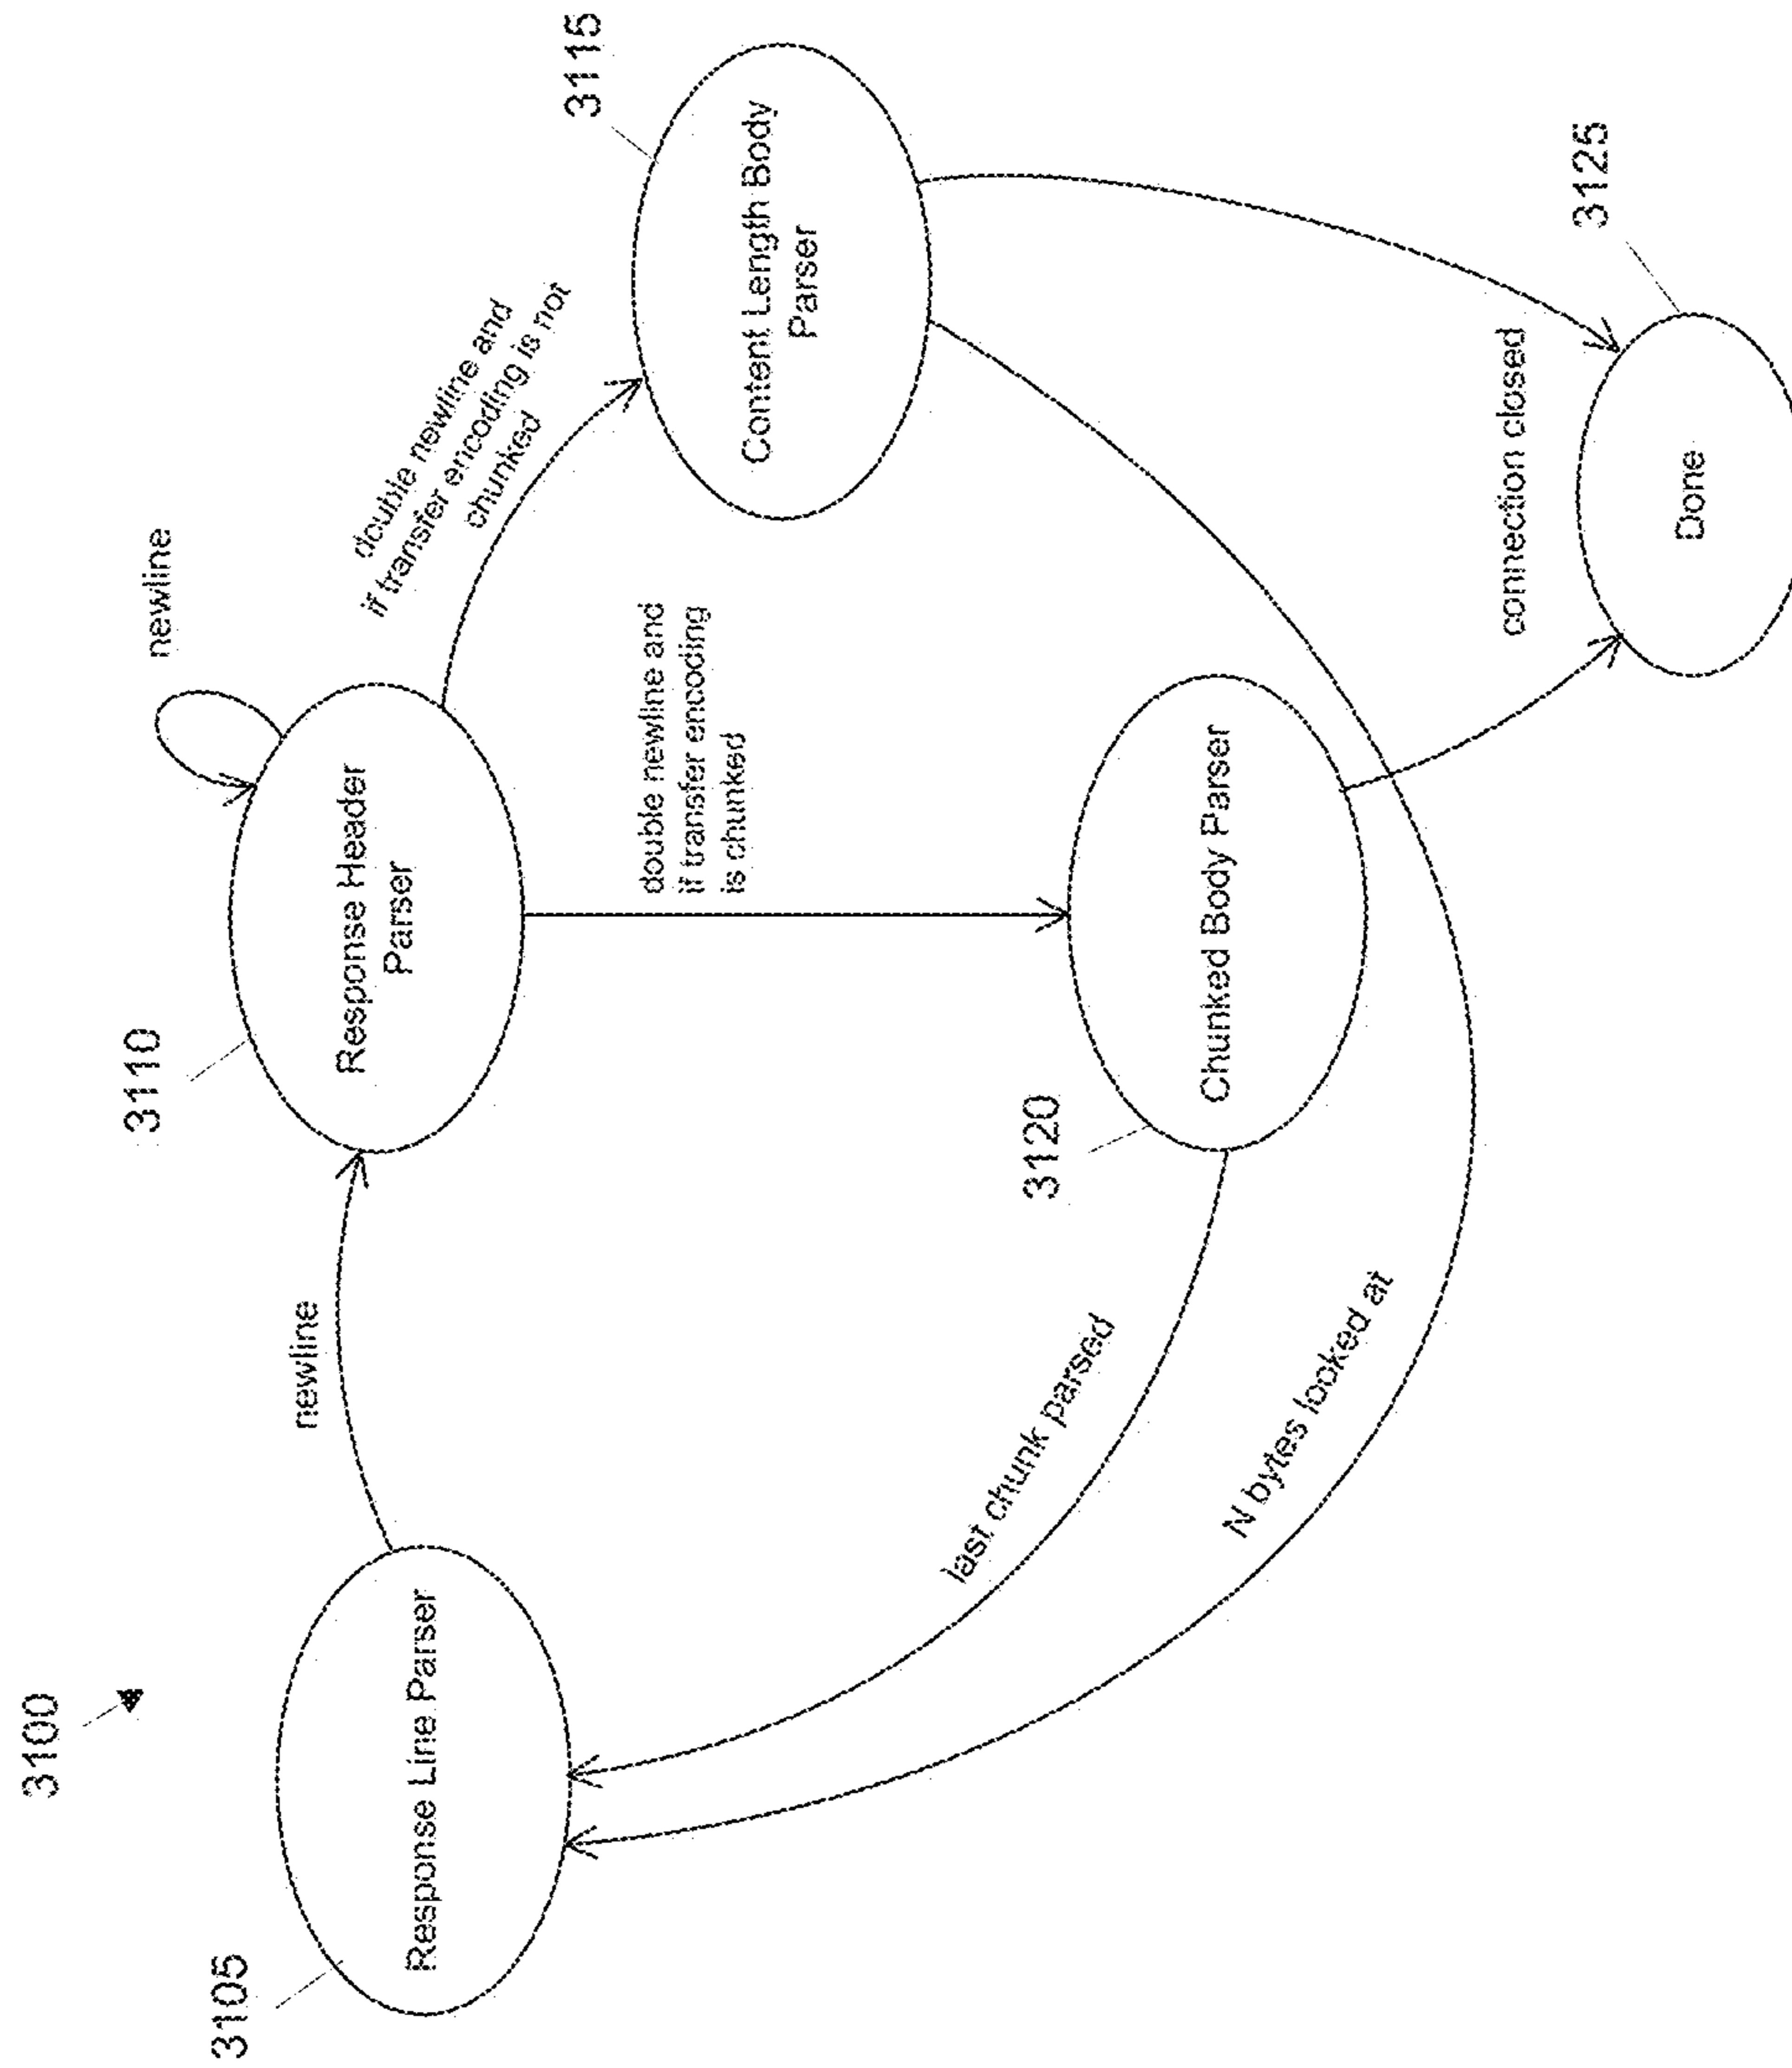 3100
3105
Response Line Parser
newline
3110
Response Header
Parser
newline
double newline and
if transfer encoding is not
chunked
3115
Content Length Body
Parser
double newline and
if transfer encoding
is chunked
3120
Chunked Body Parser
last chunk parsed
N bytes looked at
connection closed
3125
Done